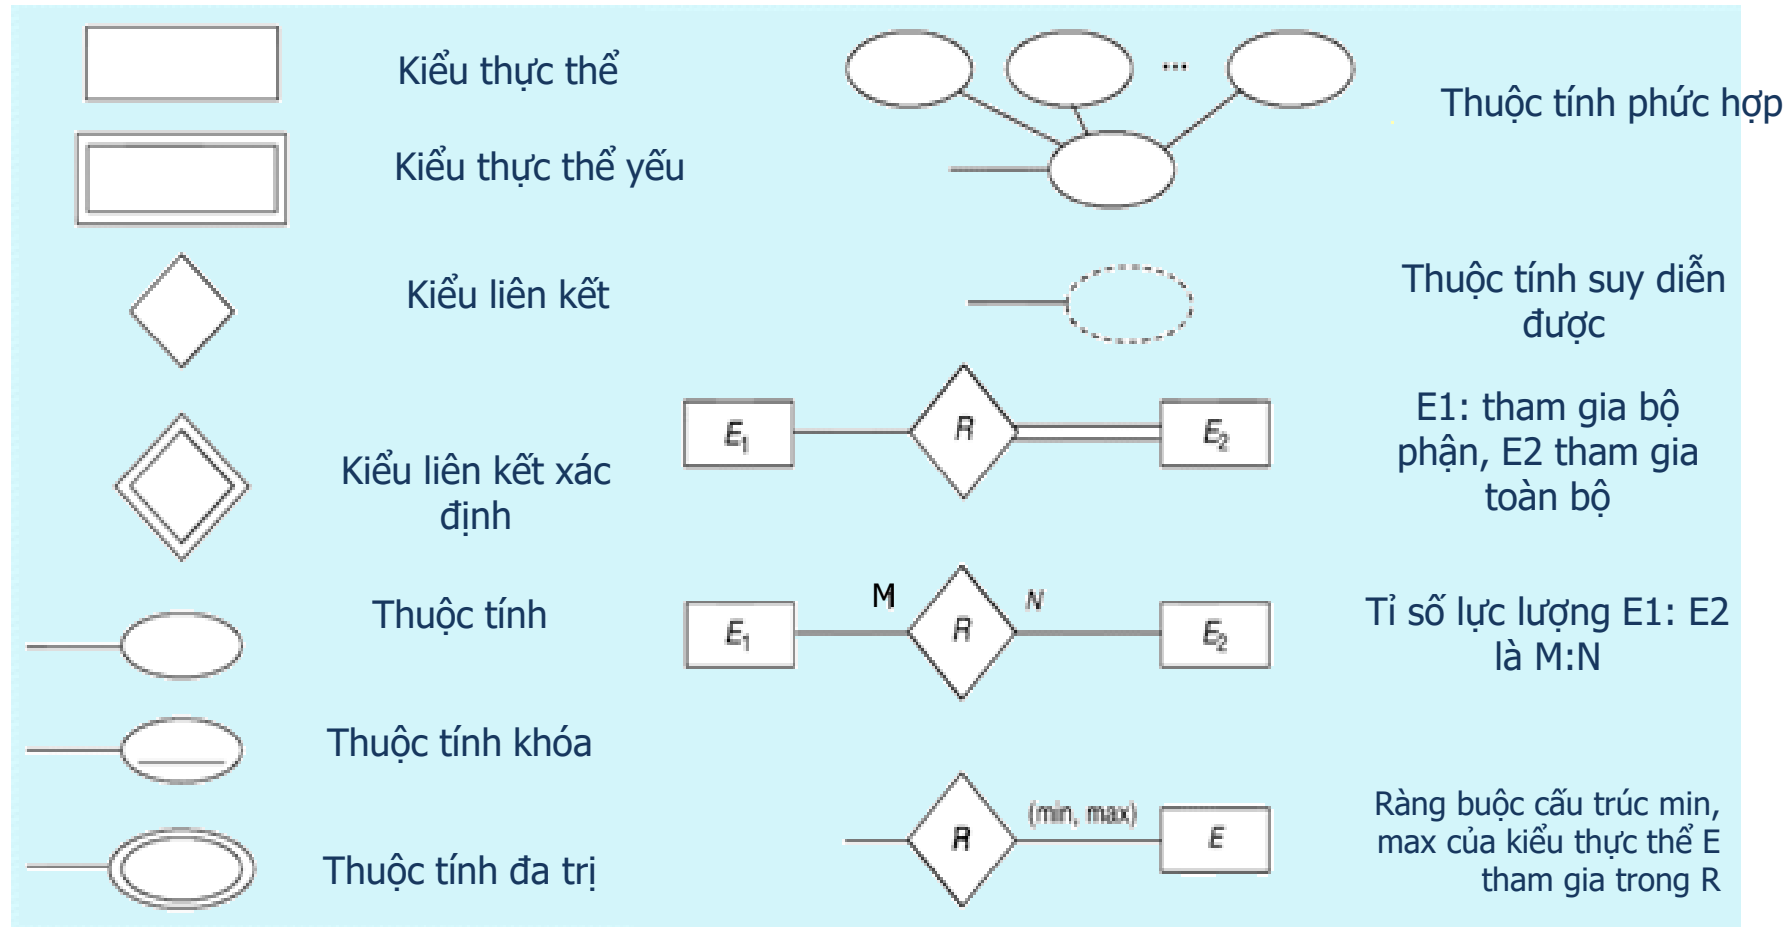 Kiểu thực thể
Kiểu thực thể yếu
Kiểu liên kết
Kiểu liên kết xác
định
Thuộc tính
Thuộc tính khóa
Thuộc tính đa trị
...
Thuộc tính phức hợp
Thuộc tính suy diễn
được
E₁ R E₂
E1: tham gia bộ
phận, E2 tham gia
toàn bộ
M N
E₁ R E₂
Tỉ số lực lượng E1: E2
là M:N
(min, max)
R E
Ràng buộc cấu trúc min,
max của kiểu thực thể E
tham gia trong R